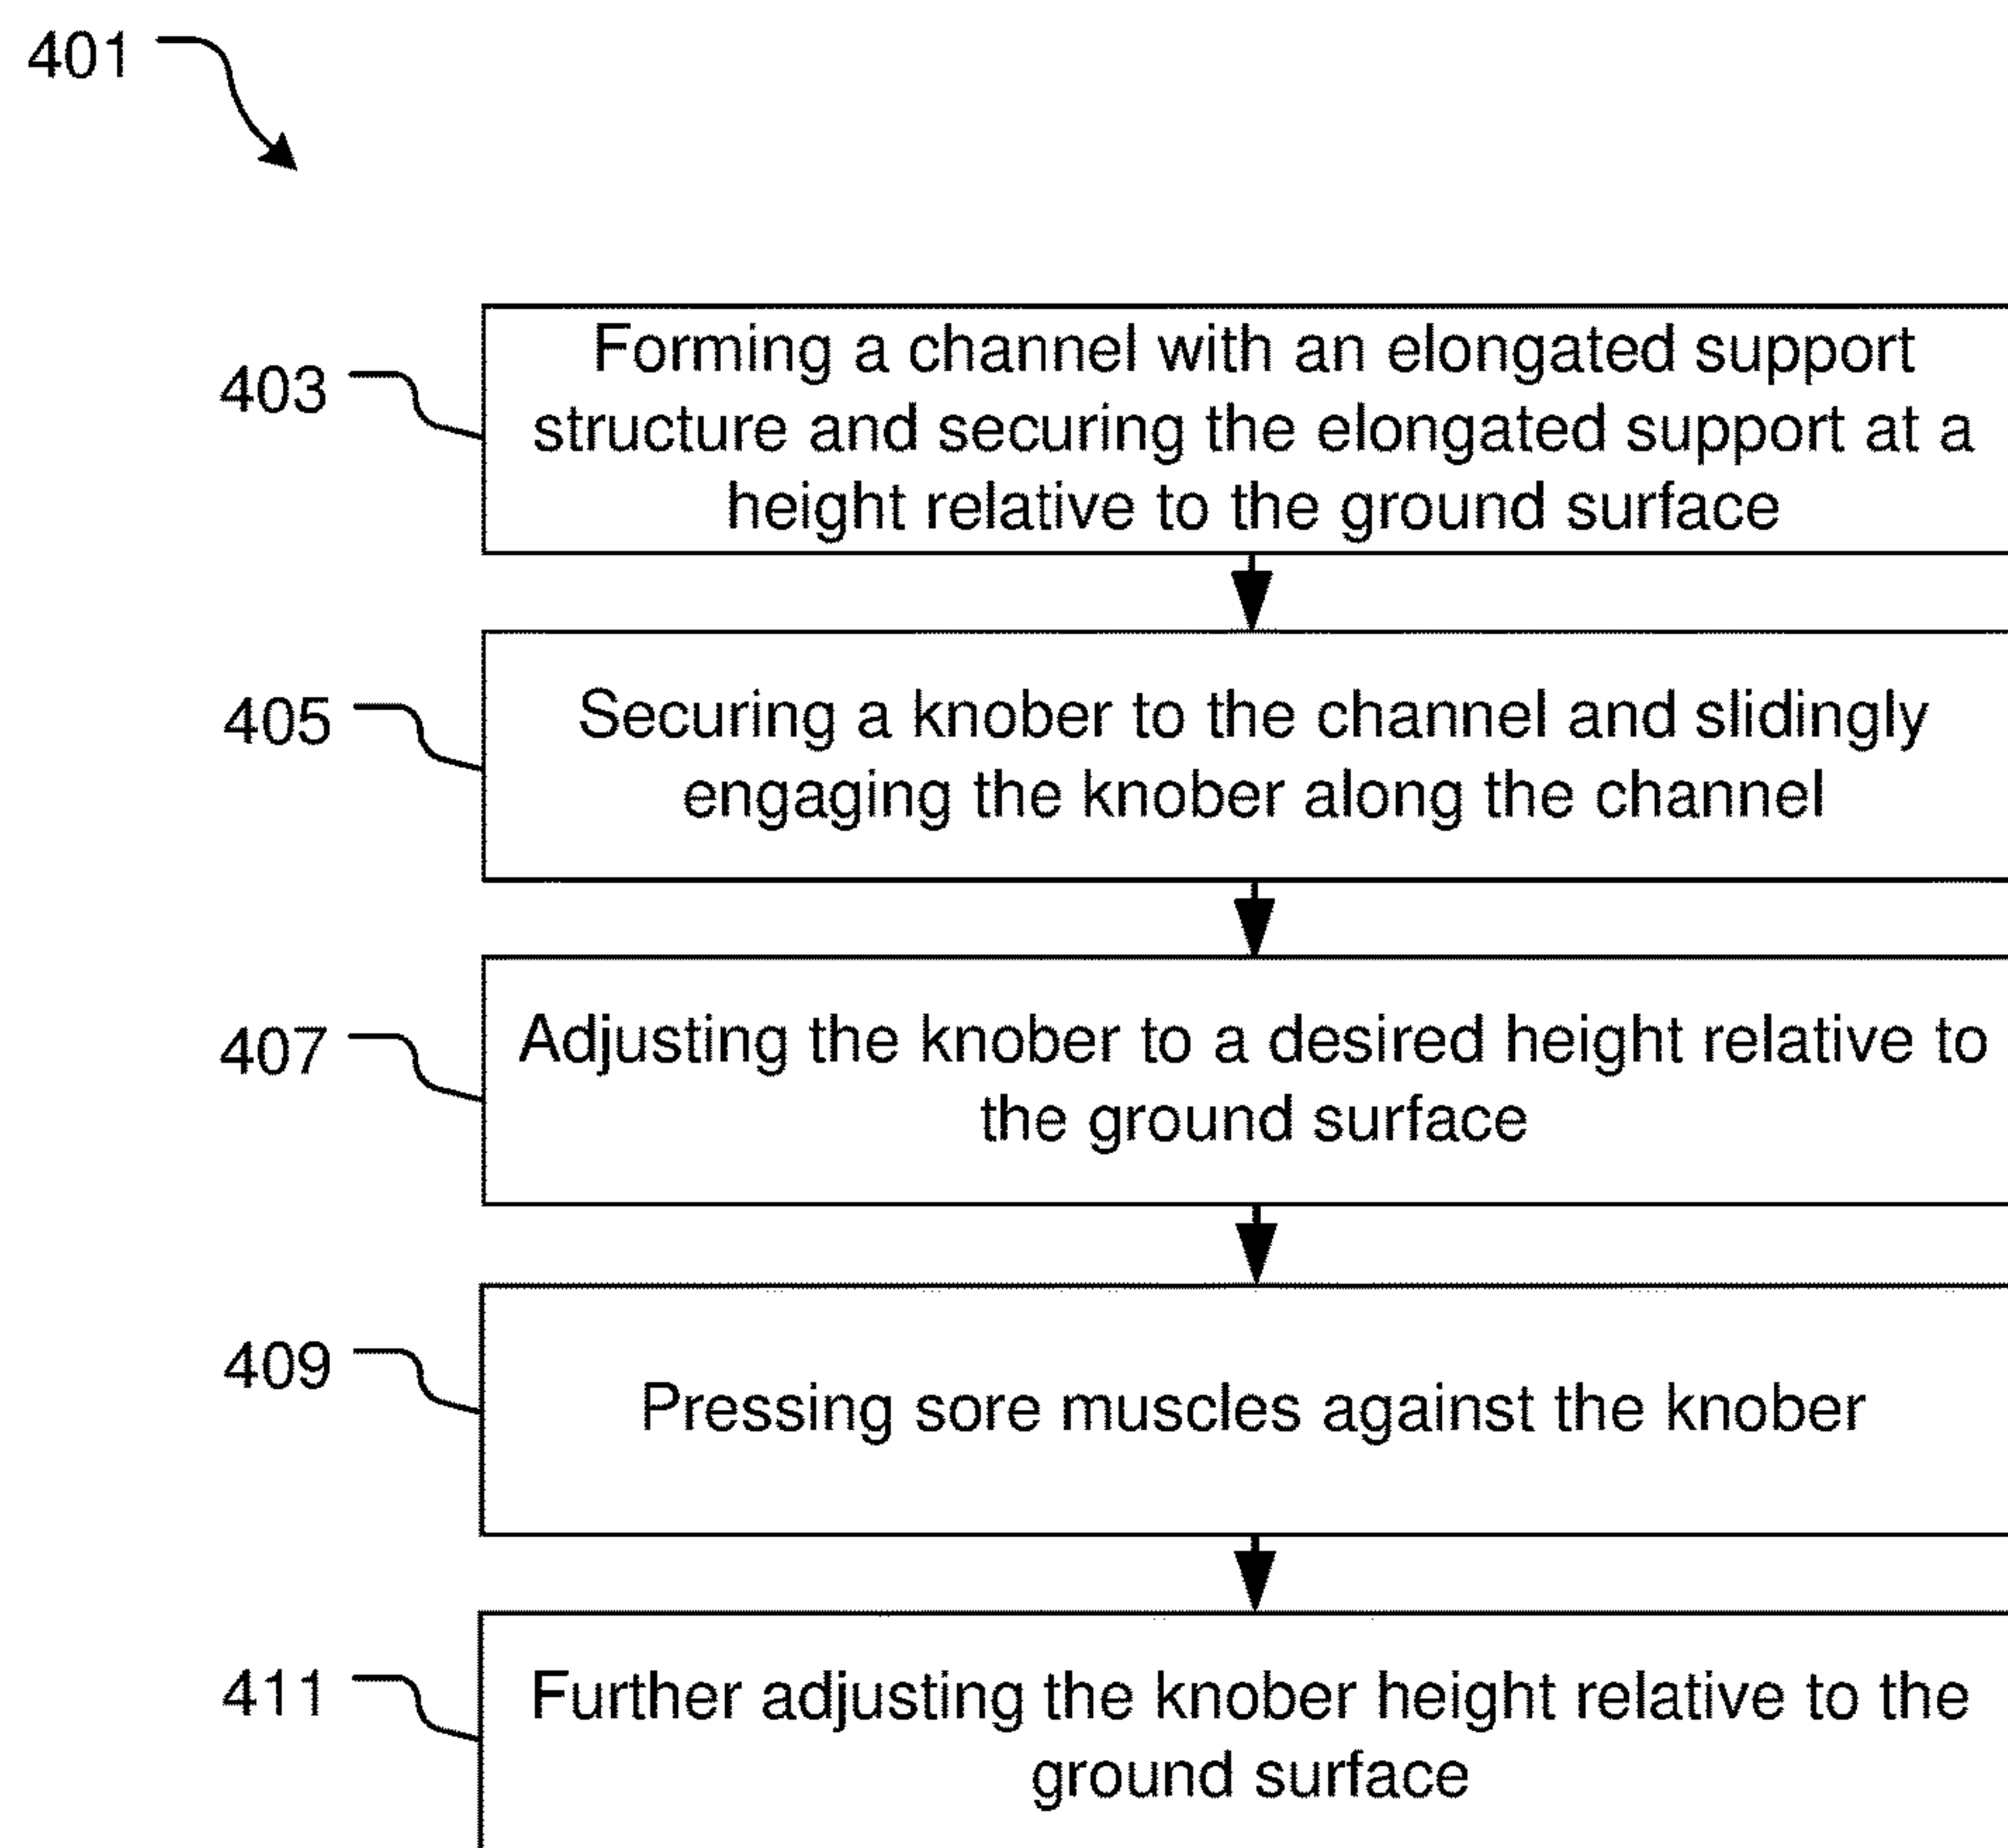 401
403
Forming a channel with an elongated support
structure and securing the elongated support at a
height relative to the ground surface
405
Securing a knober to the channel and slidingly
engaging the knober along the channel
407
Adjusting the knober to a desired height relative to
the ground surface
409
Pressing sore muscles against the knober
411
Further adjusting the knober height relative to the
ground surface